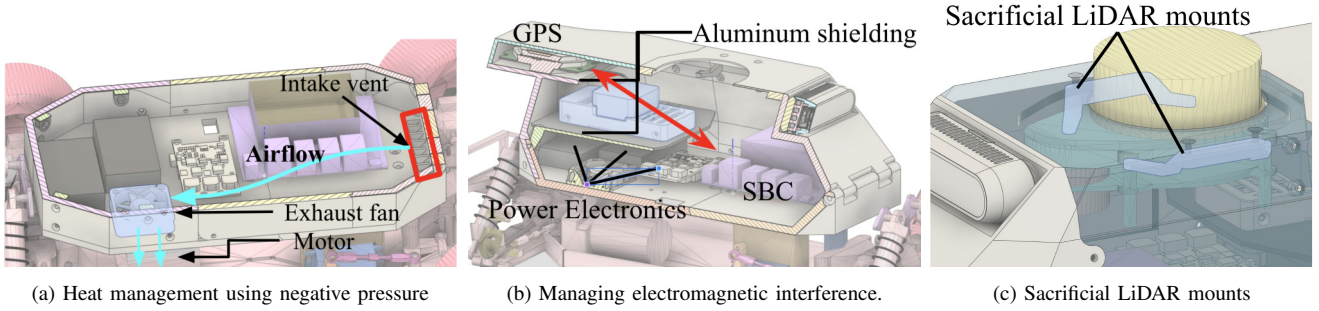 Intake vent
Airflow
Exhaust fan
Motor
(a) Heat management using negative pressure
GPS
Aluminum shielding
SBC
Power Electronics
(b) Managing electromagnetic interference.
Sacrificial LiDAR mounts
(c) Sacrificial LiDAR mounts